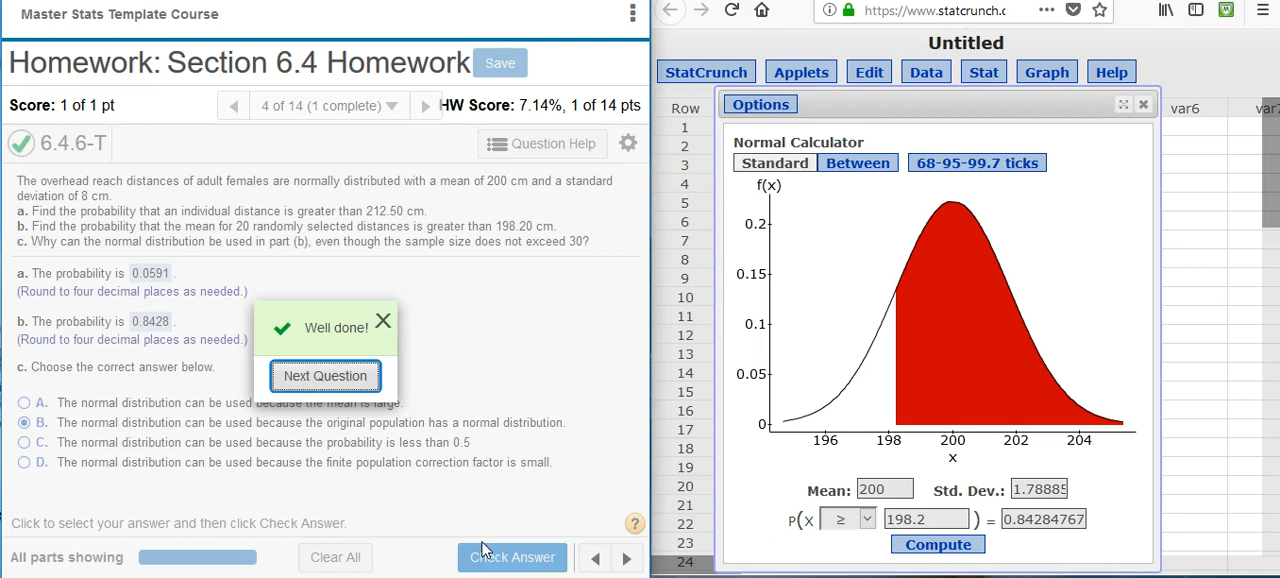 Master Stats Template Course
Homework: Section 6.4 Homework
Save
Score: 1 of 1 pt
4 of 14 (1 complete)
HW Score: 7.14%, 1 of 14 pts
6.4.6-T
Question Help
The overhead reach distances of adult females are normally distributed with a mean of 200 cm and a standard
deviation of 8 cm.
a. Find the probability that an individual distance is greater than 212.50 cm.
b. Find the probability that the mean for 20 randomly selected distances is greater than 198.20 cm.
c. Why can the normal distribution be used in part (b), even though the sample size does not exceed 30?
a. The probability is 0.0591 .
(Round to four decimal places as needed.)
b. The probability is 0.8428 .
(Round to four decimal places as needed.)
c. Choose the correct answer below.
Well done!
Next Question
A. The normal distribution can be used because the mean is large.
B. The normal distribution can be used because the original population has a normal distribution.
C. The normal distribution can be used because the probability is less than 0.5
D. The normal distribution can be used because the finite population correction factor is small.
Click to select your answer and then click Check Answer.
?
All parts showing
Clear All
Check Answer
https://www.statcrunch.c
Untitled
StatCrunch
Applets
Edit
Data
Stat
Graph
Help
Row
var6
var7
1
2
3
4
5
6
7
8
9
10
11
12
13
14
15
16
17
18
19
20
21
22
23
24
Options
Normal Calculator
Standard
Between
68-95-99.7 ticks
f(x)
0.2
0.15
0.1
0.05
0
196 198 200 202 204
x
Mean: 200 Std. Dev.: 1.78885
P(x ≥ 198.2 ) = 0.84284767
Compute